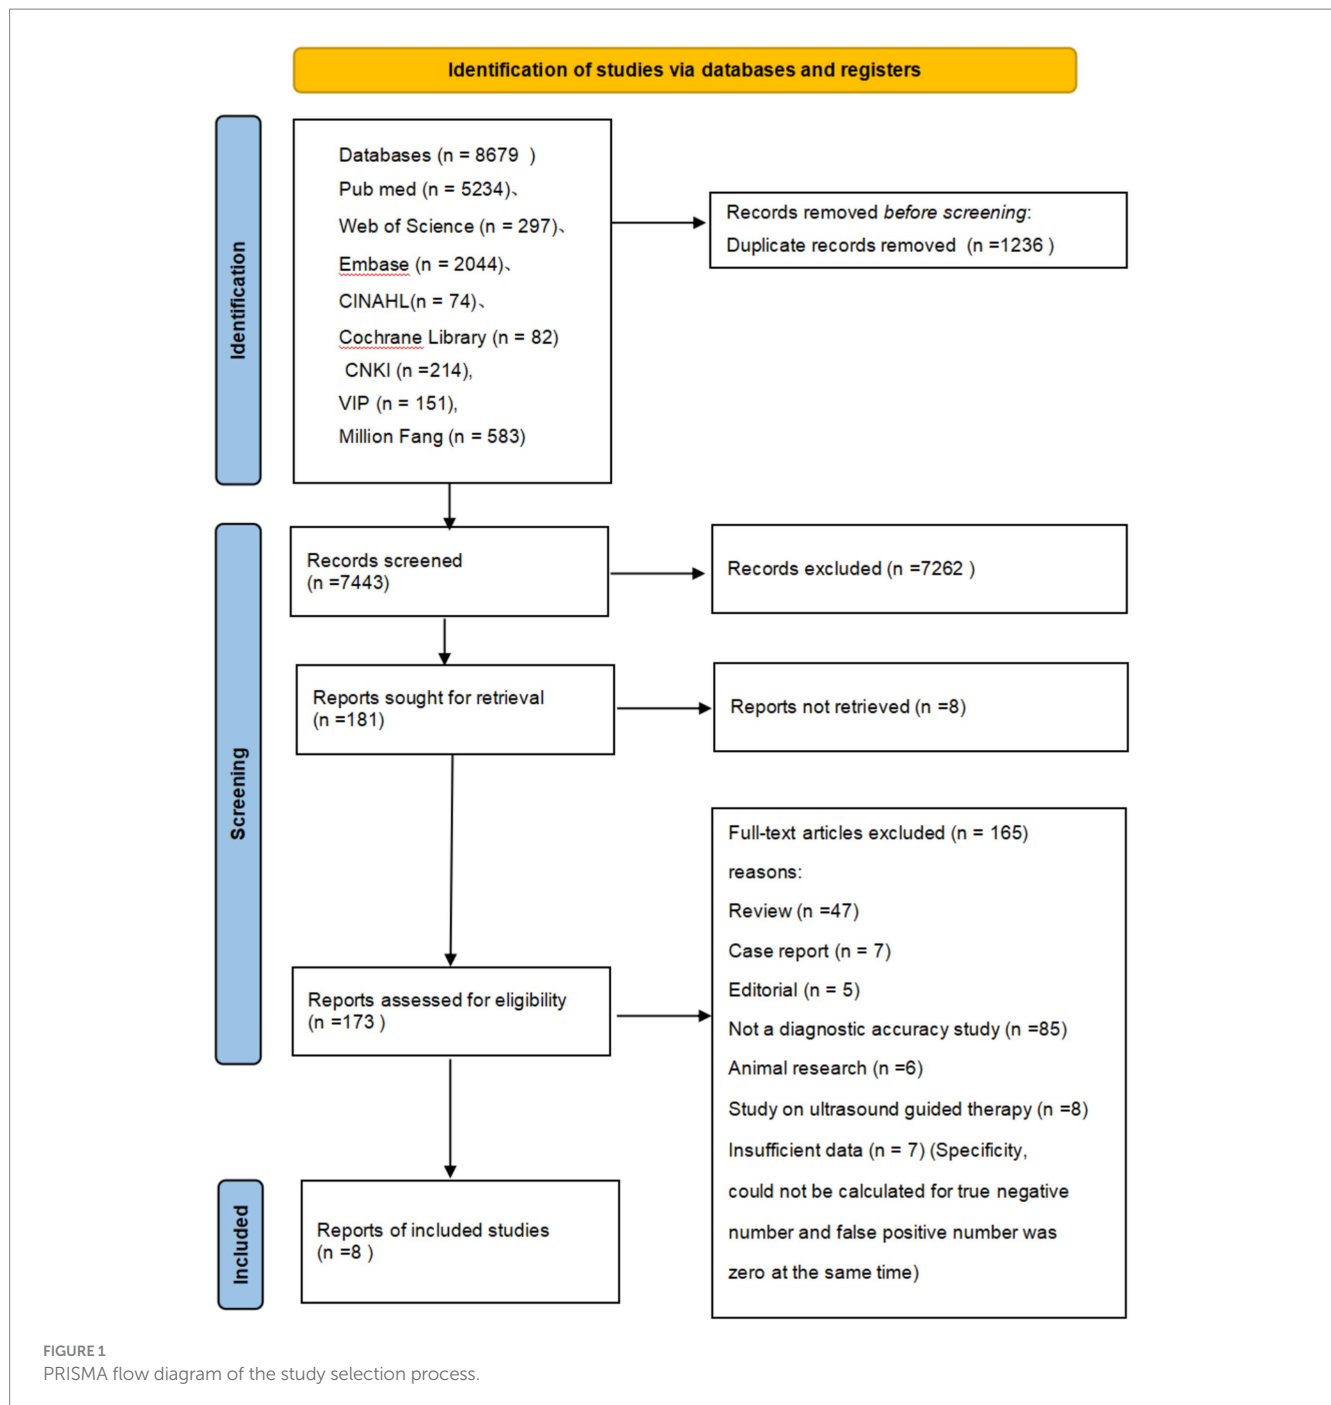 Identification of studies via databases and registers
Identification
Databases (n = 8679  )
Pub med (n = 5234)、
Web of Science (n = 297)、
Embase (n = 2044)、
CINAHL(n = 74)、
Cochrane Library (n = 82)
CNKI (n =214),
VIP (n = 151),
Million Fang (n = 583)
Records removed before screening:
Duplicate records removed  (n =1236 )
Screening
Records screened
(n =7443)
Records excluded (n =7262 )
Reports sought for retrieval
(n =181)
Reports not retrieved (n =8)
Reports assessed for eligibility
(n =173 )
Full-text articles excluded (n = 165)
reasons:
Review (n =47)
Case report (n = 7)
Editorial (n = 5)
Not a diagnostic accuracy study (n =85)
Animal research (n =6)
Study on ultrasound guided therapy (n =8)
Insufficient data (n = 7) (Specificity,
could not be calculated for true negative
number and false positive number was
zero at the same time)
Included
Reports of included studies
(n =8 )
FIGURE 1
PRISMA flow diagram of the study selection process.